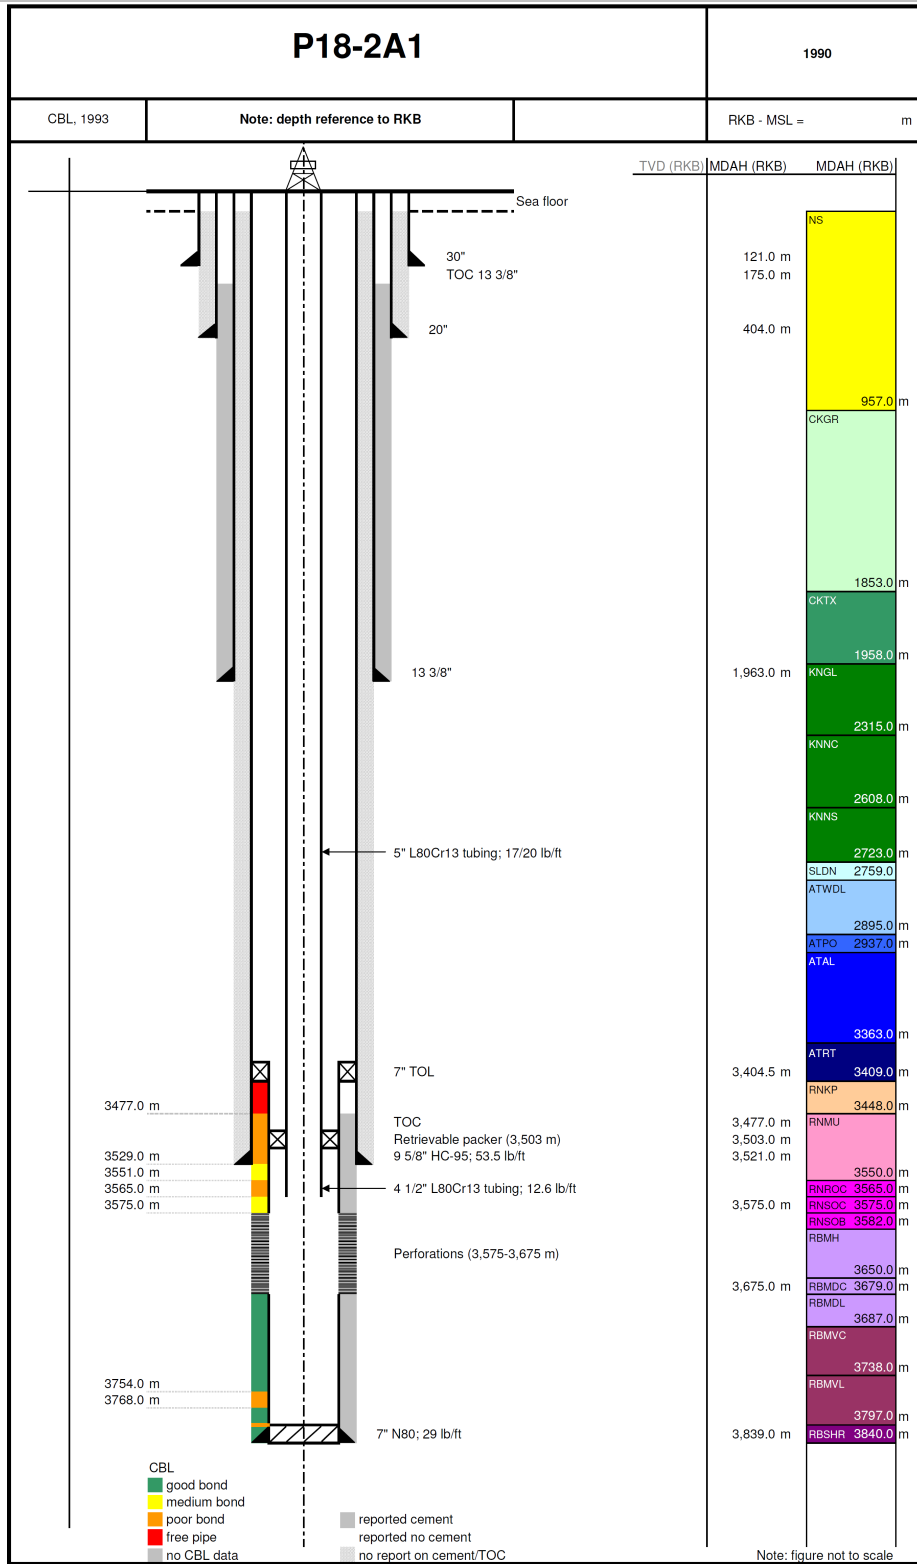 P18-2A1
1990
CBL, 1993
Note: depth reference to RKB
RKB - MSL = m
TVD (RKB) MDAH (RKB) MDAH (RKB)
Sea floor
NS
30" 121.0 m
TOC 13 3/8" 175.0 m
20" 404.0 m
957.0 m
CKGR
1853.0 m
CKTX
1958.0 m
13 3/8" 1,963.0 m
KNGL
2315.0 m
KNNC
2608.0 m
KNNS
5" L80Cr13 tubing; 17/20 lb/ft
2723.0 m
SLDN 2759.0 m
ATWDL
2895.0 m
ATPO 2937.0 m
ATAL
3363.0 m
ATRT
7" TOL 3,404.5 m 3409.0 m
RNKP
3477.0 m 3448.0 m
TOC 3,477.0 m RNMU
Retrievable packer (3,503 m) 3,503.0 m
3529.0 m 9 5/8" HC-95; 53.5 lb/ft 3,521.0 m
3551.0 m 3550.0 m
3565.0 m 4 1/2" L80Cr13 tubing; 12.6 lb/ft RNROC 3565.0 m
3575.0 m 3,575.0 m RNSOC 3575.0 m
RNSOB 3582.0 m
RBMH
Perforations (3,575-3,675 m)
3650.0 m
3,675.0 m RBMDC 3679.0 m
RBMDL
3687.0 m
RBMVC
3738.0 m
3754.0 m RBMVL
3768.0 m
3797.0 m
7" N80; 29 lb/ft 3,839.0 m RBSHR 3840.0 m
CBL
good bond
medium bond
poor bond reported cement
free pipe reported no cement
no CBL data no report on cement/TOC
Note: figure not to scale